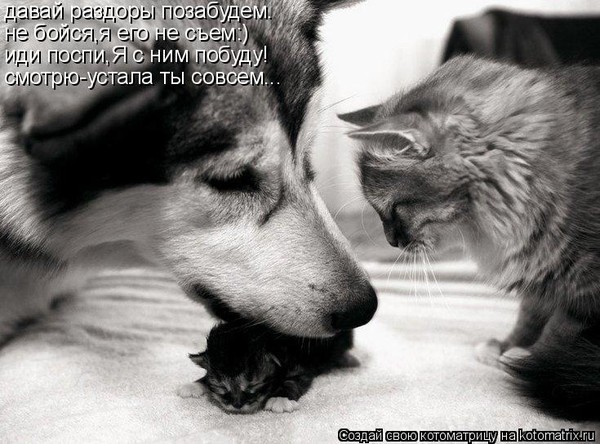 давай раздоры позабудем.
не бойся,я его не съем:)
иди поспи,Я с ним побуду!
смотрю-устала ты совсем...
Создай свою котоматрицу на kotomatrix.ru